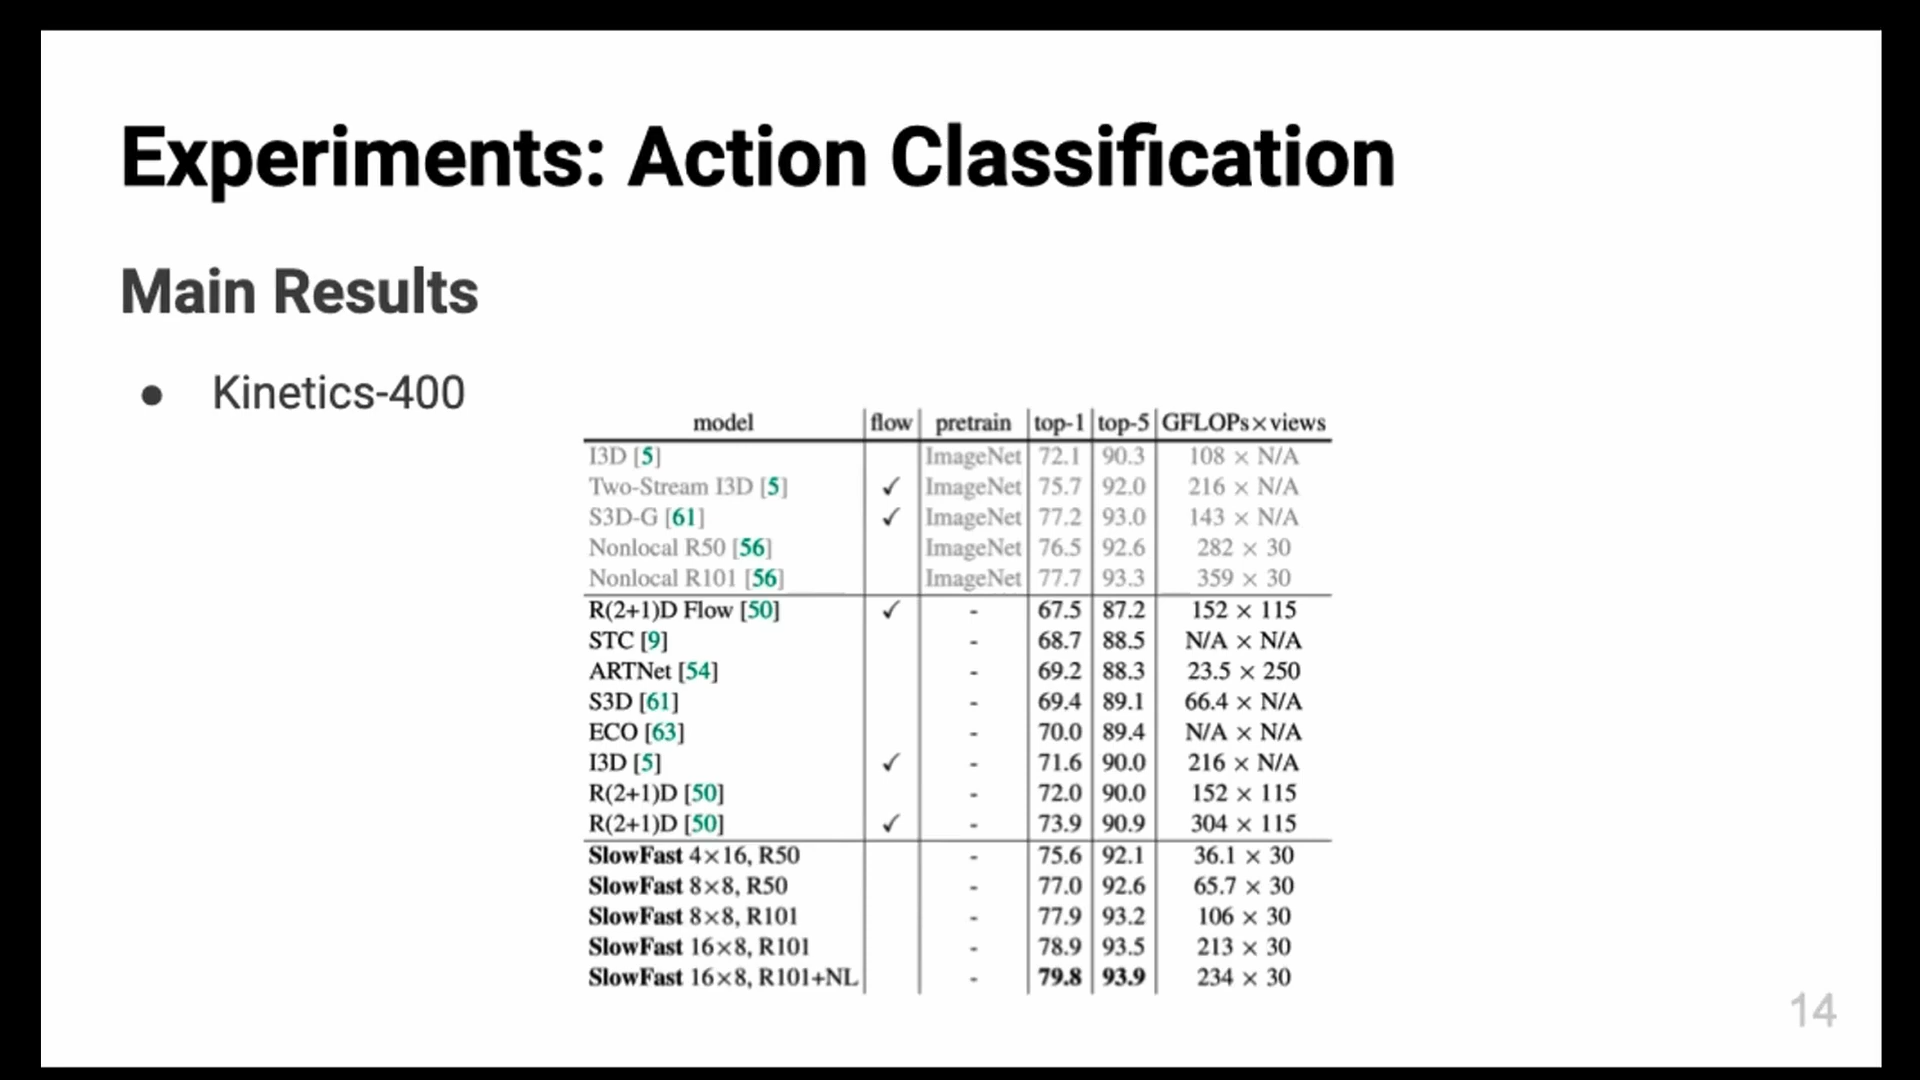 Experiments: Action Classification
Main Results
● Kinetics-400
model flow pretrain top-1 top-5 GFLOPs×views
I3D [5] ImageNet 72.1 90.3 108 × N/A
Two-Stream I3D [5] ✓ ImageNet 75.7 92.0 216 × N/A
S3D-G [61] ✓ ImageNet 77.2 93.0 143 × N/A
Nonlocal R50 [56] ImageNet 76.5 92.6 282 × 30
Nonlocal R101 [56] ImageNet 77.7 93.3 359 × 30
R(2+1)D Flow [50] ✓ - 67.5 87.2 152 × 115
STC [9] - 68.7 88.5 N/A × N/A
ARTNet [54] - 69.2 88.3 23.5 × 250
S3D [61] - 69.4 89.1 66.4 × N/A
ECO [63] - 70.0 89.4 N/A × N/A
I3D [5] ✓ - 71.6 90.0 216 × N/A
R(2+1)D [50] - 72.0 90.0 152 × 115
R(2+1)D [50] ✓ - 73.9 90.9 304 × 115
SlowFast 4×16, R50 - 75.6 92.1 36.1 × 30
SlowFast 8×8, R50 - 77.0 92.6 65.7 × 30
SlowFast 8×8, R101 - 77.9 93.2 106 × 30
SlowFast 16×8, R101 - 78.9 93.5 213 × 30
SlowFast 16×8, R101+NL - 79.8 93.9 234 × 30
14